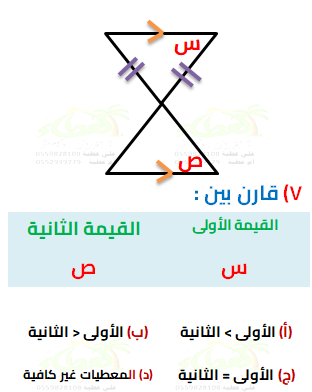 س
ص
٧) قارن بين :
القيمة الأولى القيمة الثانية
س ص
(أ) الأولى > الثانية (ب) الأولى < الثانية
(ج) الأولى = الثانية (د) المعطيات غير كافية